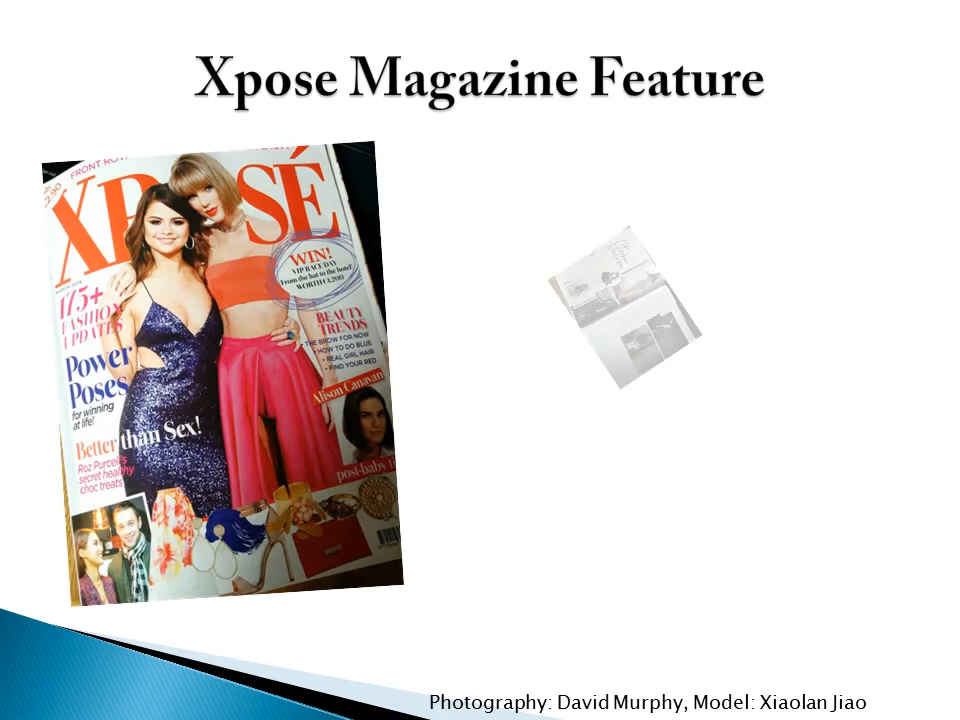 Xpose Magazine Feature
FRONT ROW
XPOSÉ
MARCH 2016
WIN!
VIP RACE DAY
From the hat to the hotel!
WORTH €1,200
175+
FASHION
UPDATES
BEAUTY
TRENDS
• THE BROW FOR NOW
• HOW TO DO BLUE
• REAL GIRL HAIR
• FIND YOUR RED
Power
Poses
for winning
at life!
Alison Canavan
Better than Sex!
Roz Purcell's
secret healthy
choc treats
post-baby
Photography: David Murphy, Model: Xiaolan Jiao